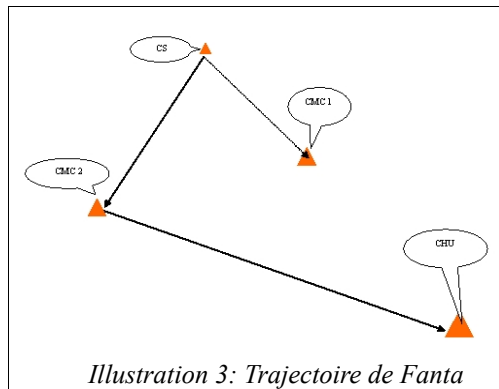 CS
CMC 1
CMC 2
CHU
Illustration 3: Trajectoire de Fanta